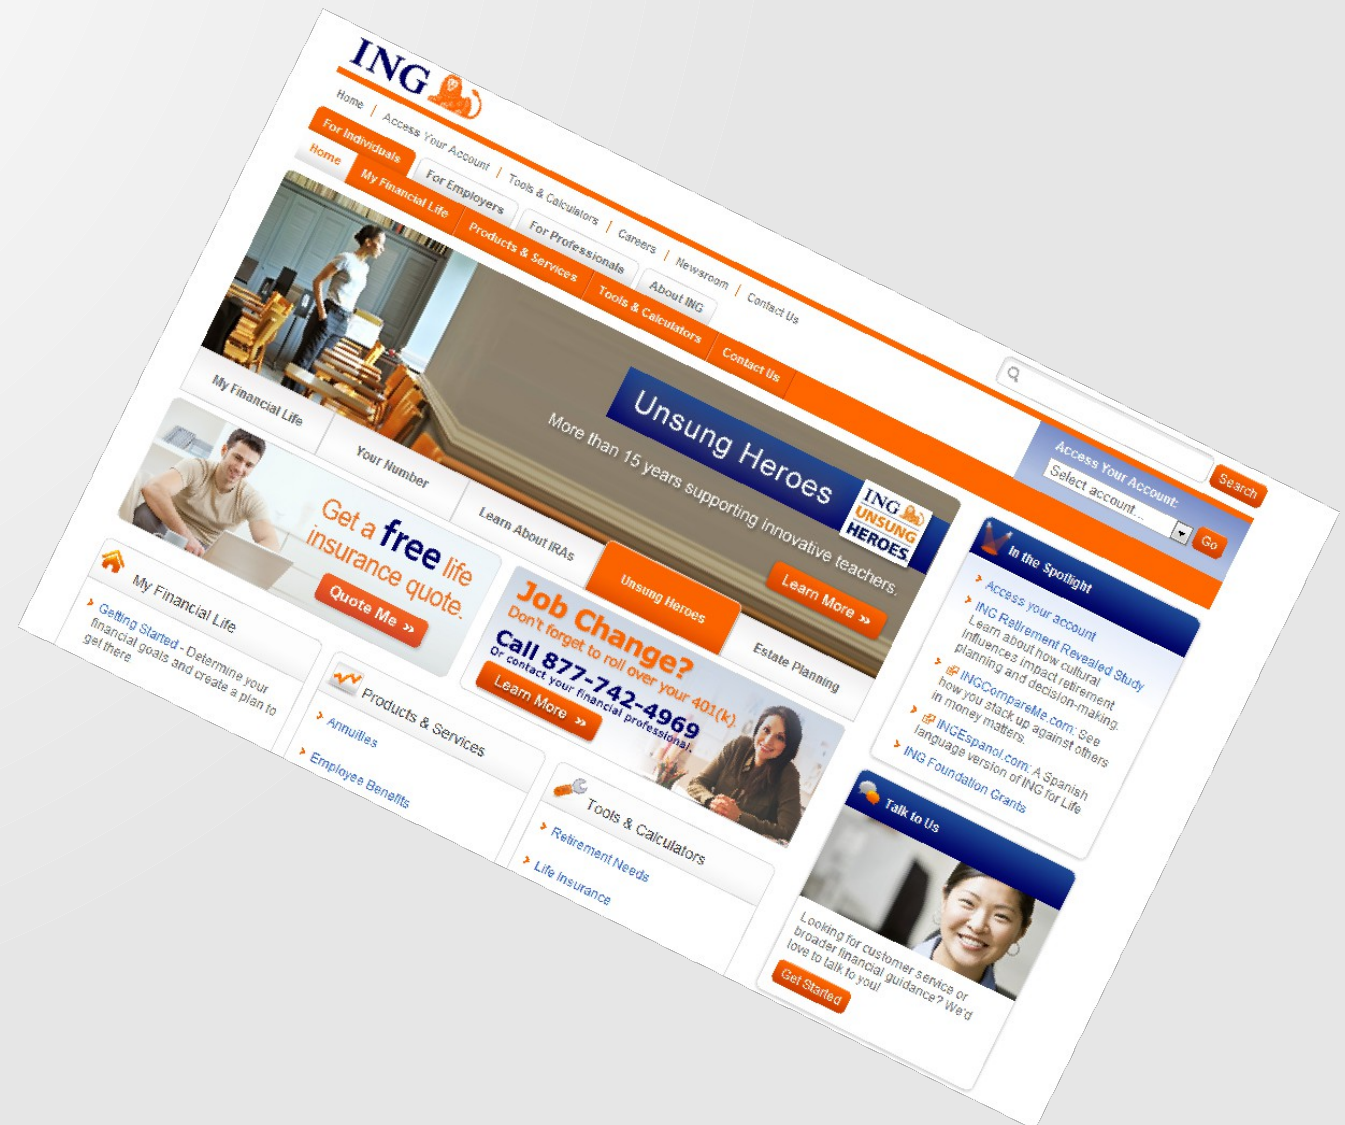 ING
Home | Access Your Account | Tools & Calculators | Careers | Newsroom | Contact Us
Search
For Individuals
For Employers
For Professionals
About ING
Access Your Account:
Select account...
Go
Home
My Financial Life
Products & Services
Tools & Calculators
Contact Us
Unsung Heroes
More than 15 years supporting innovative teachers.
ING
UNSUNG
HEROES
Learn More »
My Financial Life
Your Number
Learn About IRAs
Unsung Heroes
Estate Planning
Get a free life
insurance quote.
Quote Me »
Job Change?
Don't forget to roll over your 401(k).
Call 877-742-4969
Or contact your financial professional.
Learn More »
My Financial Life
Getting Started - Determine your
financial goals and create a plan to
get there
Products & Services
Annuities
Employee Benefits
Tools & Calculators
Retirement Needs
Life Insurance
In the Spotlight
Access your account
ING Retirement Revealed Study
Learn about how cultural
influences impact retirement
planning and decision-making.
INGCompareMe.com: See
how you stack up against others
in money matters.
INGEspanol.com: A Spanish
language version of ING for Life
ING Foundation Grants
Talk to Us
Looking for customer service or
broader financial guidance? We'd
love to talk to you!
Get Started